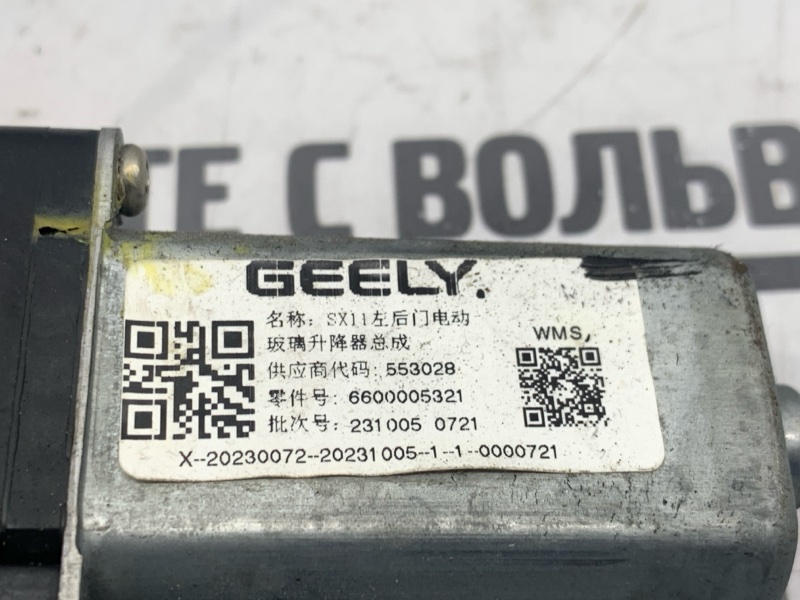 ТЕ С ВОЛЬВ
GEELY.
名称: SX11左后门电动
玻璃升降器总成
供应商代码: 553028
零件号: 6600005321
批次号: 231005 0721
WMS
X--20230072--20231005--1--1--0000721